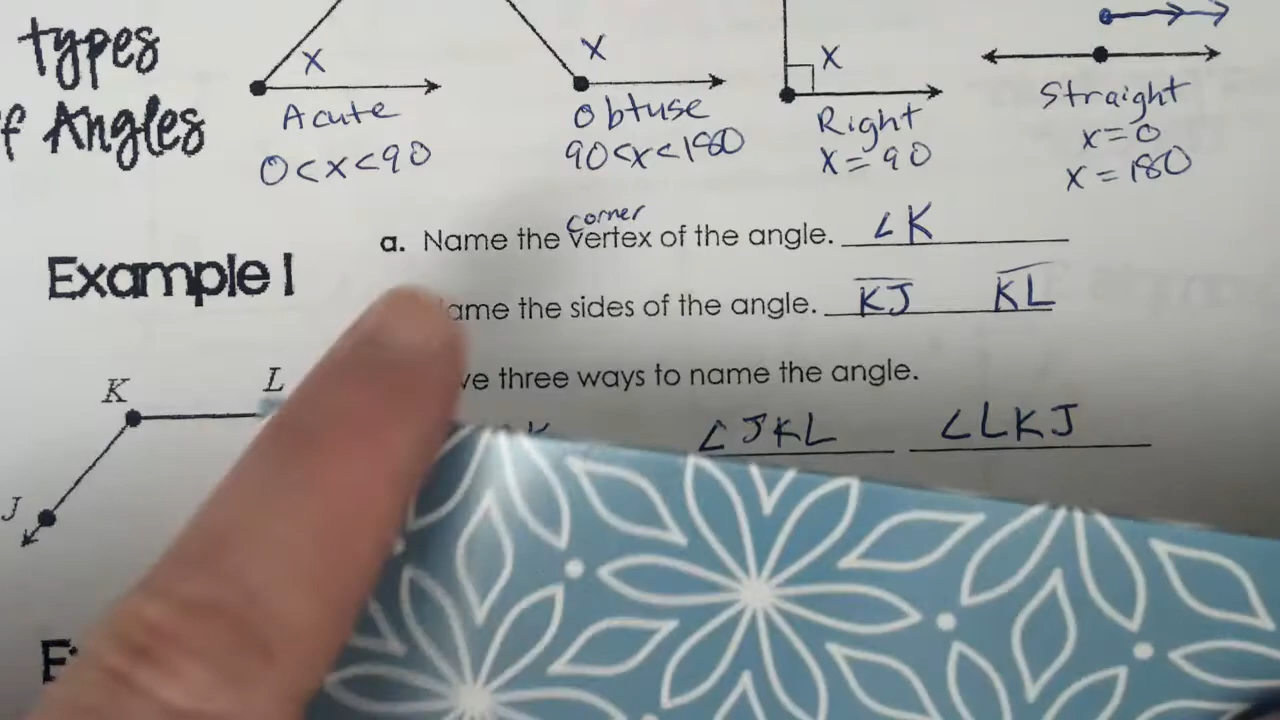 types
f Angles
x
Acute
0<x<90
x
Obtuse
90<x<180
x
Right
x=90
Straight
x=0
x=180
Example 1
corner
a. Name the vertex of the angle. ∠K
ame the sides of the angle. KJ KL
ve three ways to name the angle.
K ∠JKL ∠LKJ
K
L
J